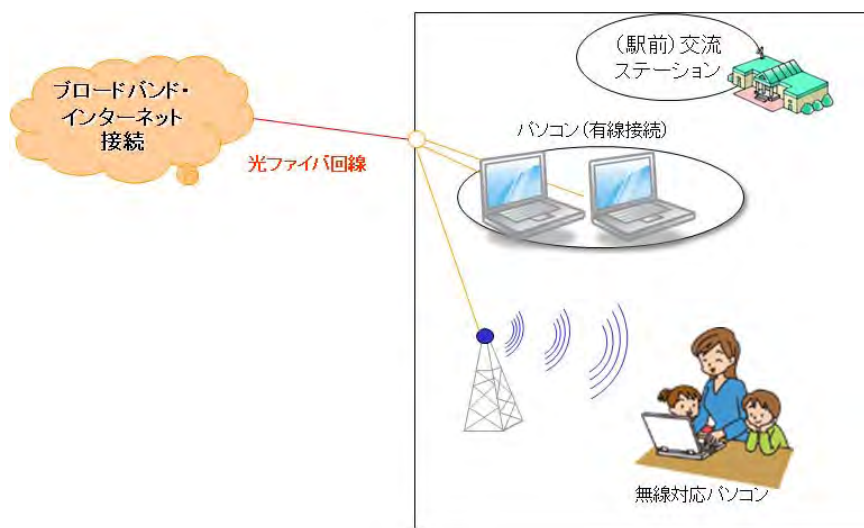 ブロードバンド・
インターネット
接続
光ファイバ回線
（駅前）交流
ステーション
パソコン（有線接続）
無線対応パソコン